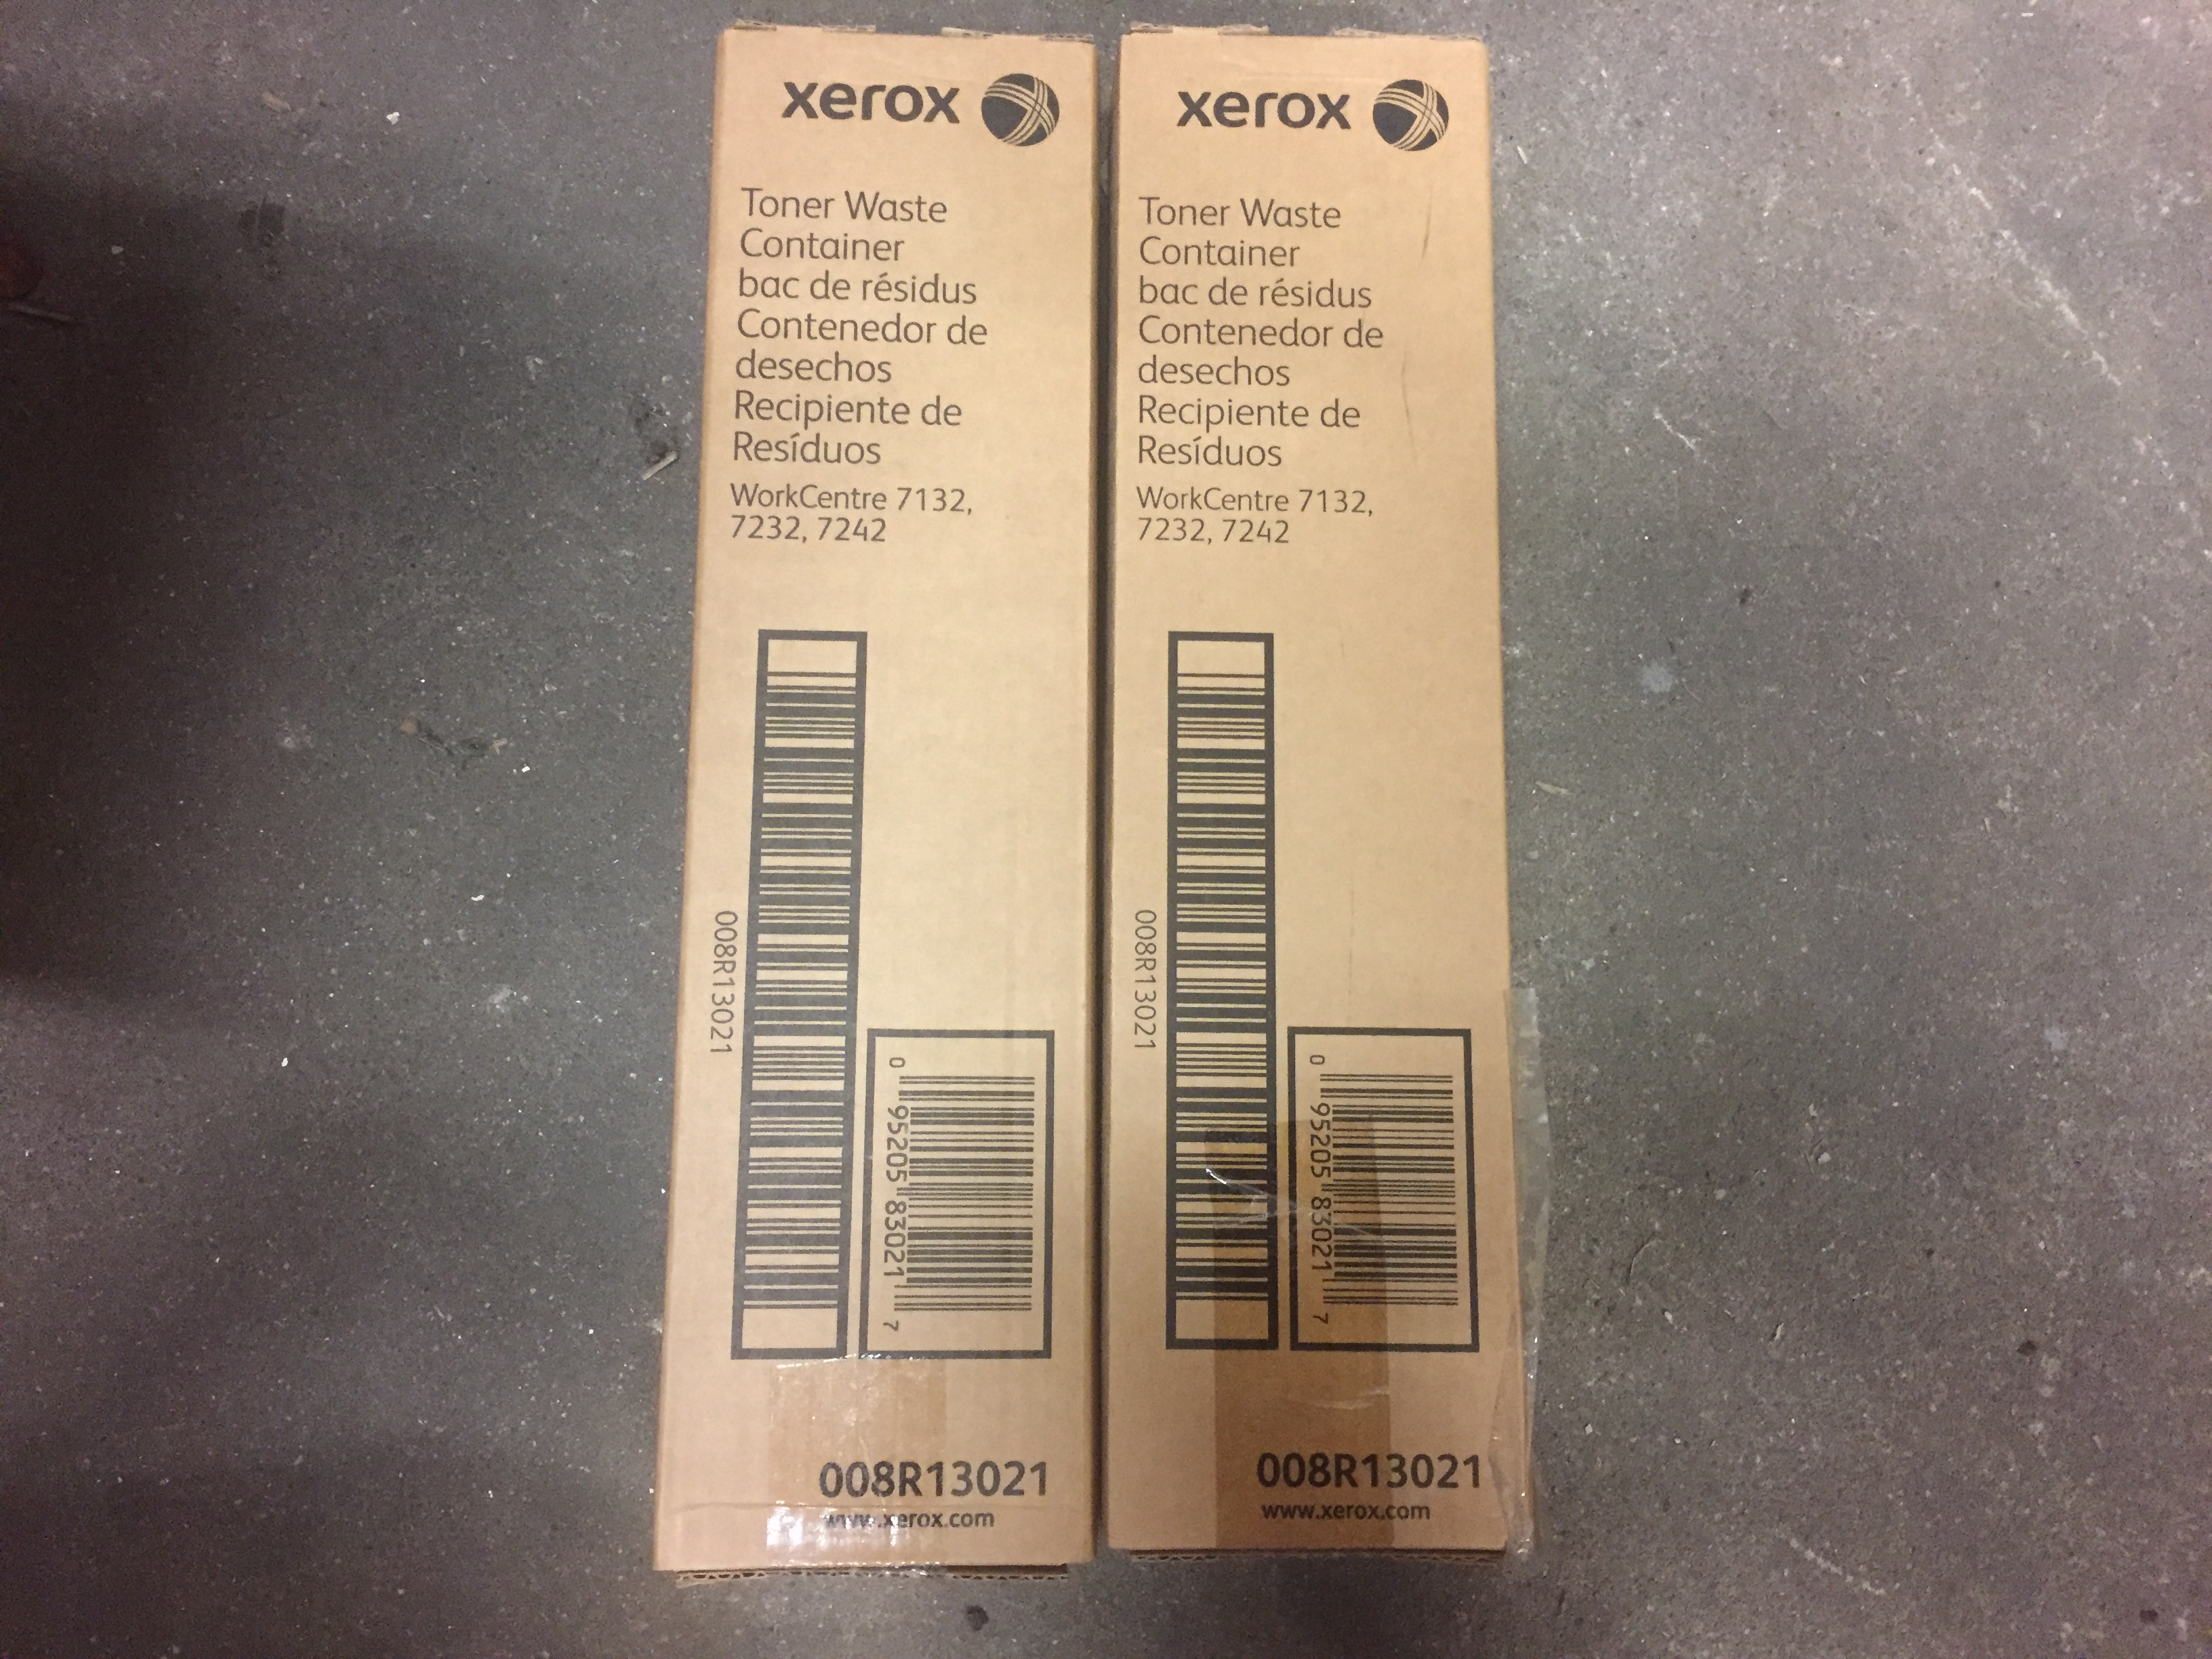 xerox
Toner Waste
Container
bac de résidus
Contenedor de
desechos
Recipiente de
Resíduos
WorkCentre 7132,
7232, 7242
008R13021
0 95205 83021 7
008R13021
www.xerox.com
xerox
Toner Waste
Container
bac de résidus
Contenedor de
desechos
Recipiente de
Resíduos
WorkCentre 7132,
7232, 7242
008R13021
0 95205 83021 7
008R13021
www.xerox.com